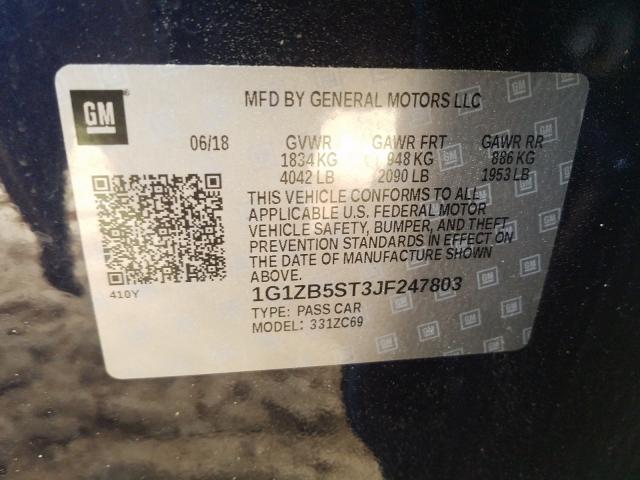 GM
MFD BY GENERAL MOTORS LLC
06/18 GVWR GAWR FRT GAWR RR
1834 KG 948 KG 886 KG
4042 LB 2090 LB 1953 LB
THIS VEHICLE CONFORMS TO ALL
APPLICABLE U.S. FEDERAL MOTOR
VEHICLE SAFETY, BUMPER, AND THEFT
PREVENTION STANDARDS IN EFFECT ON
THE DATE OF MANUFACTURE SHOWN
ABOVE.
1G1ZB5ST3JF247803
410Y
TYPE: PASS CAR
MODEL: 331ZC69